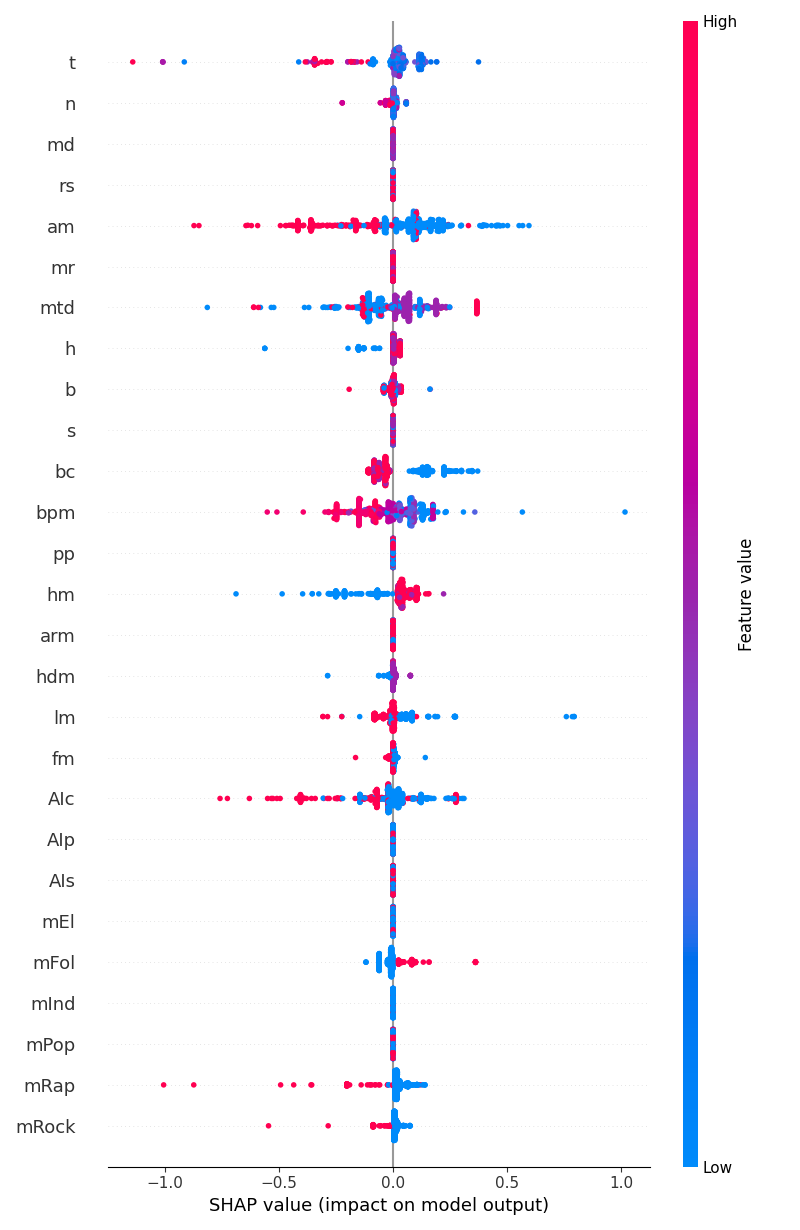 High
t
n
md
rs
am
mr
mtd
h
b
s
bc
bpm
pp
hm
arm
hdm
lm
fm
AIc
AIp
AIs
mEl
mFol
mInd
mPop
mRap
mRock
Feature value
Low
−1.0 −0.5 0.0 0.5 1.0
SHAP value (impact on model output)